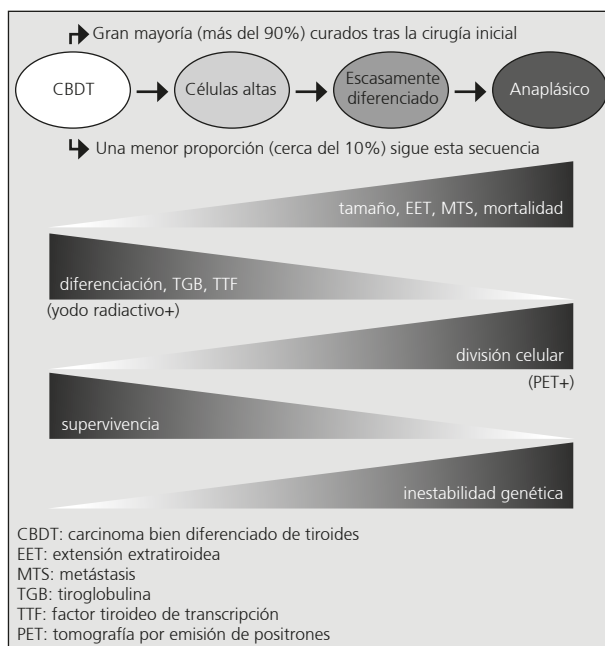 Gran mayoría (más del 90%) curados tras la cirugía inicial
CBDT
Células altas
Escasamente
diferenciado
Anaplásico
Una menor proporción (cerca del 10%) sigue esta secuencia
tamaño, EET, MTS, mortalidad
diferenciación, TGB, TTF
(yodo radiactivo+)
división celular
(PET+)
supervivencia
inestabilidad genética
CBDT: carcinoma bien diferenciado de tiroides
EET: extensión extratiroidea
MTS: metástasis
TGB: tiroglobulina
TTF: factor tiroideo de transcripción
PET: tomografía por emisión de positrones